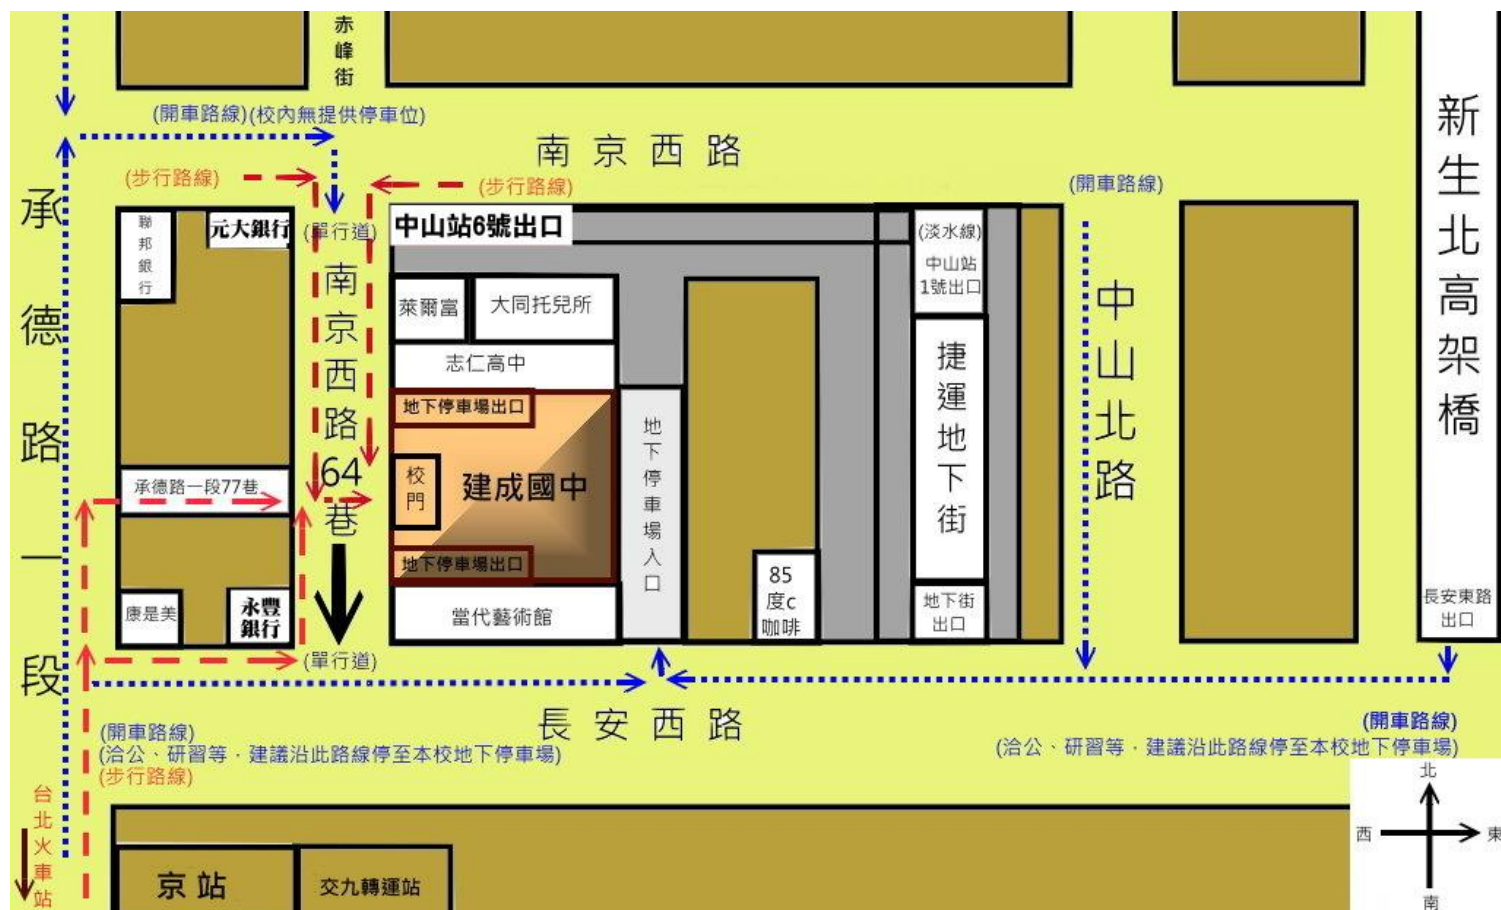 赤峰街
(開車路線)(校內無提供停車位)
南京西路
(步行路線)
(步行路線)
(開車路線)
新生北高架橋
承德路一段
聯邦銀行
元大銀行
(單行道)
中山站6號出口
(淡水線)
中山站
1號出口
南京西路64巷
萊爾富
大同托兒所
志仁高中
中山北路
捷運地下街
地下停車場出口
地下停車場入口
校門
建成國中
承德路一段77巷
地下停車場出口
85
度c
咖啡
地下街
出口
長安東路
出口
康是美
永豐
銀行
當代藝術館
(單行道)
長安西路
(開車路線)
(洽公、研習等，建議沿此路線停至本校地下停車場)
(步行路線)
(開車路線)
(洽公、研習等，建議沿此路線停至本校地下停車場)
台北火車站
京站
交九轉運站
北
西
東
南